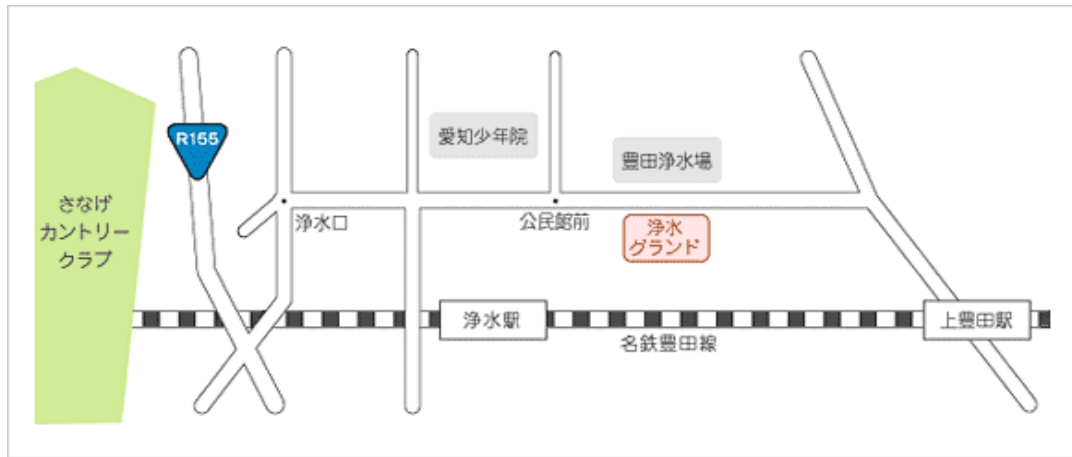 R155
愛知少年院
豊田浄水場
さなげ
カントリー
クラブ
浄水口
公民館前
浄水
グランド
浄水駅
上豊田駅
名鉄豊田線